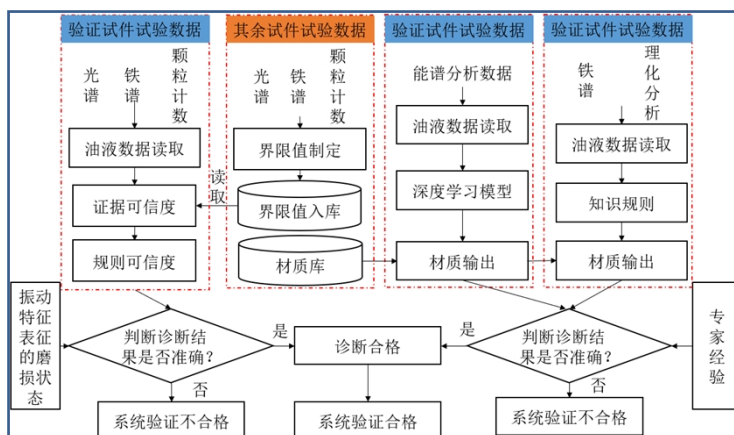 验证试件试验数据
其余试件试验数据
验证试件试验数据
验证试件试验数据
光谱
铁谱
颗粒计数
光谱
铁谱
颗粒计数
能谱分析数据
铁谱
理化分析
油液数据读取
界限值制定
油液数据读取
油液数据读取
读取
证据可信度
界限值入库
深度学习模型
知识规则
规则可信度
材质库
材质输出
材质输出
振动
特征
表征
的磨
损状
态
判断诊断结
果是否准确？
是
诊断合格
是
判断诊断结
果是否准确？
专家经验
否
否
系统验证不合格
系统验证合格
系统验证不合格